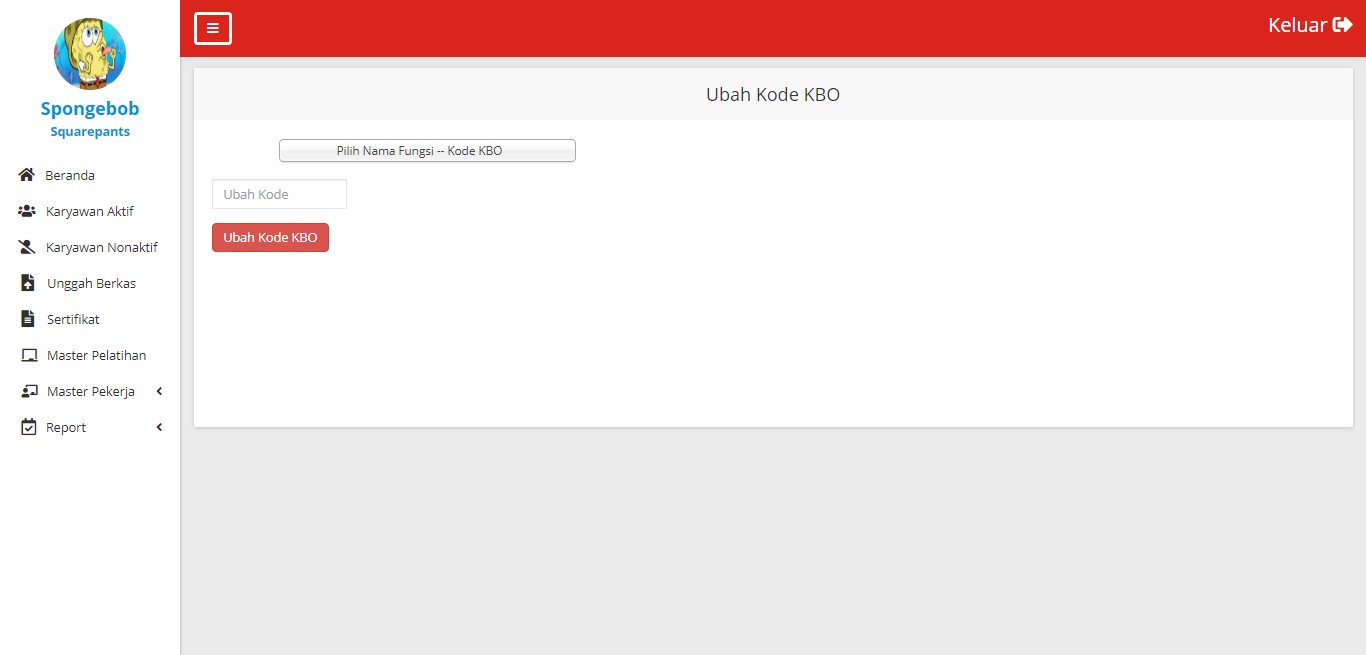 Spongebob
Squarepants
Beranda
Karyawan Aktif
Karyawan Nonaktif
Unggah Berkas
Sertifikat
Master Pelatihan
Master Pekerja
Report
Keluar
Ubah Kode KBO
Pilih Nama Fungsi -- Kode KBO
Ubah Kode
Ubah Kode KBO